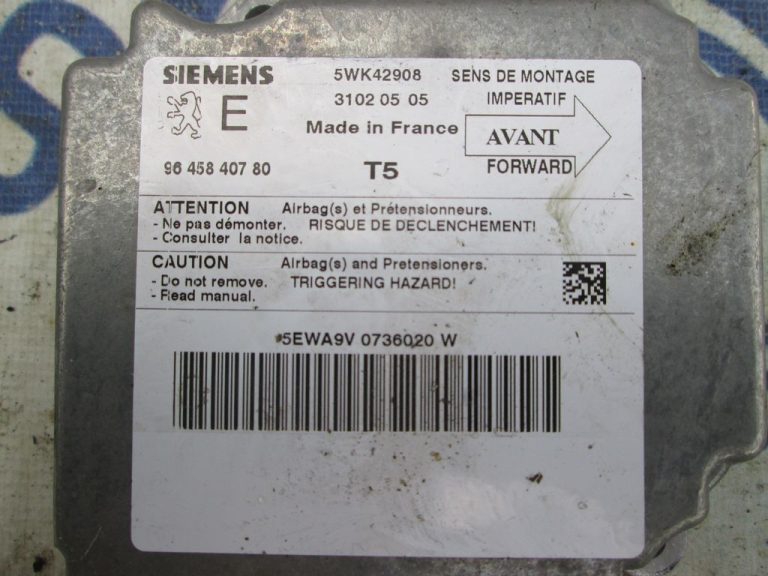 SIEMENS 5WK42908 SENS DE MONTAGE
3102 05 05 IMPERATIF
E Made in France AVANT
96 458 407 80 T5 FORWARD
ATTENTION Airbag(s) et Prétensionneurs.
- Ne pas démonter. RISQUE DE DECLENCHEMENT!
- Consulter la notice.
CAUTION Airbag(s) and Pretensioners.
- Do not remove. TRIGGERING HAZARD!
- Read manual.
5EWA9V 0736020 W